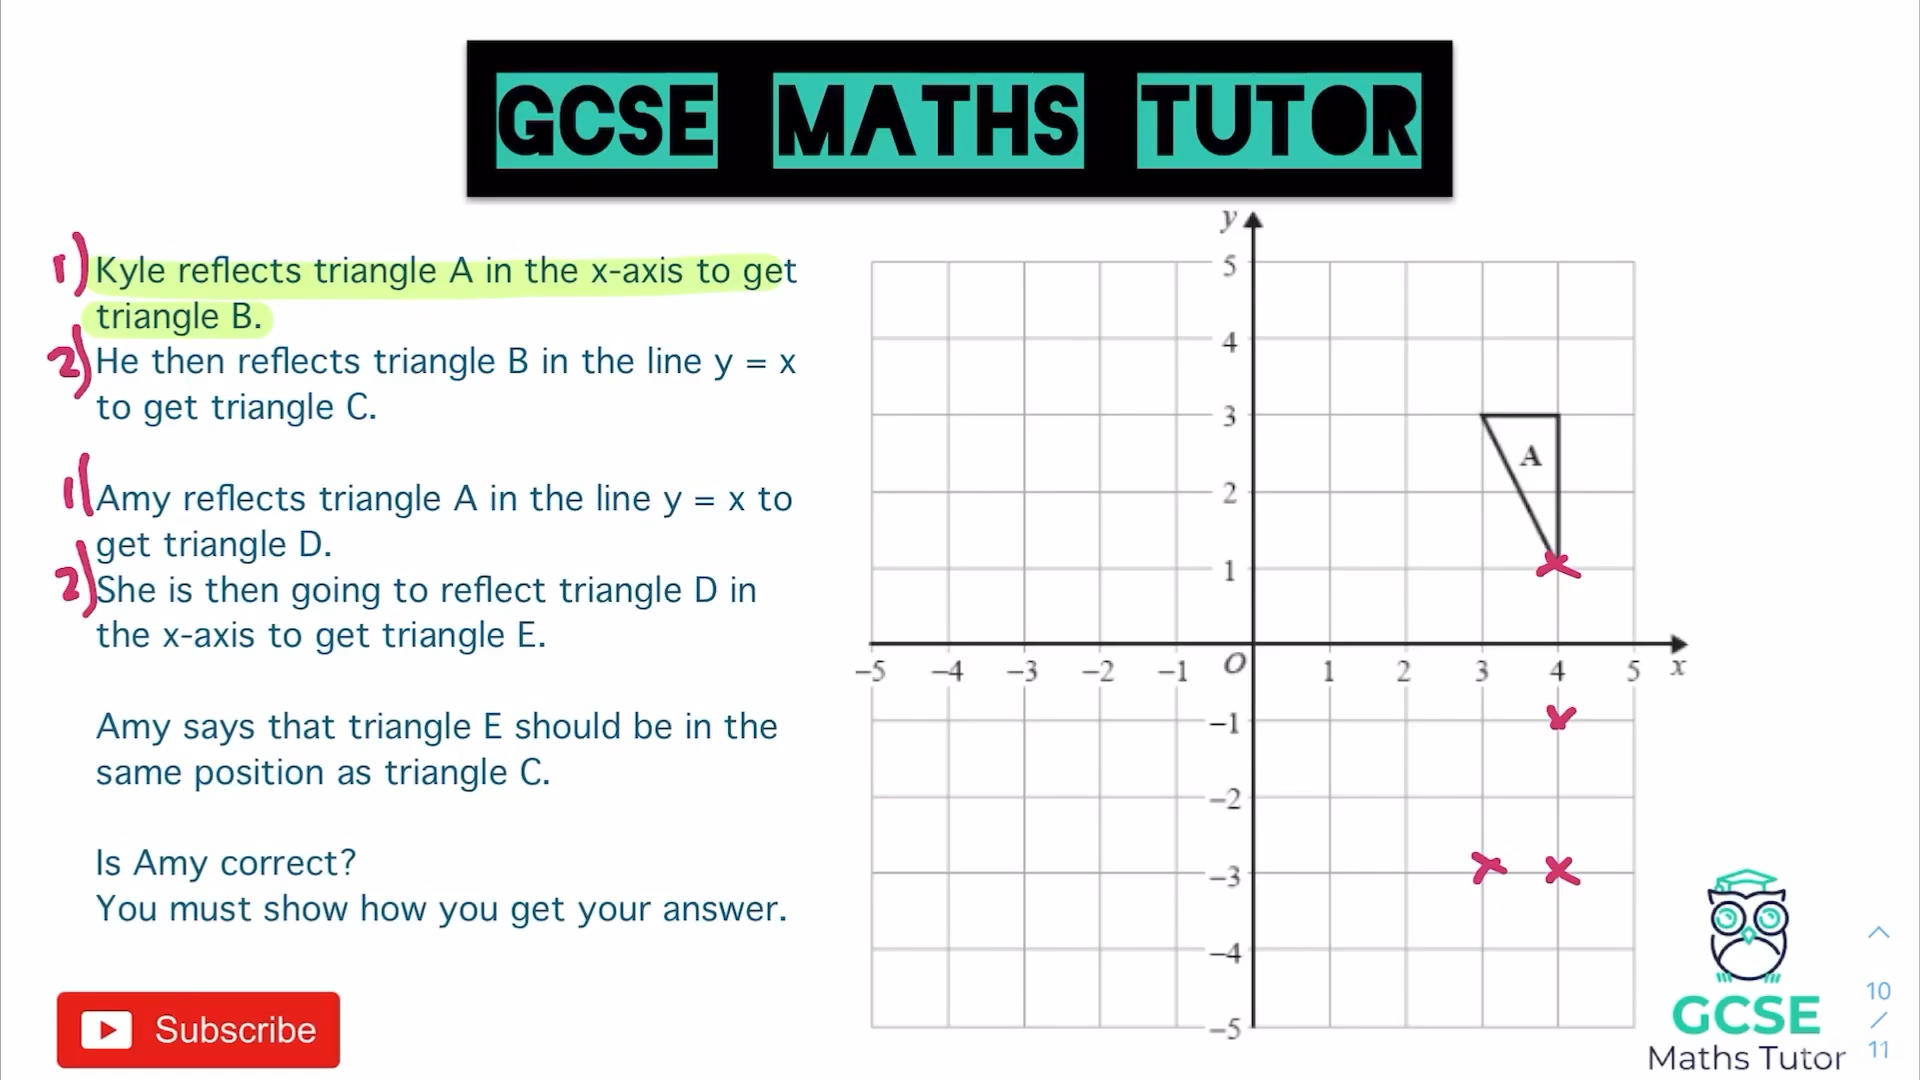 GCSE MATHS TUTOR
1) Kyle reflects triangle A in the x-axis to get
triangle B.
2) He then reflects triangle B in the line y = x
to get triangle C.
1) Amy reflects triangle A in the line y = x to
get triangle D.
2) She is then going to reflect triangle D in
the x-axis to get triangle E.
Amy says that triangle E should be in the
same position as triangle C.
Is Amy correct?
You must show how you get your answer.
Subscribe
y
5
4
3
A
2
1
O
–5 –4 –3 –2 –1 1 2 3 4 5 x
–1
–2
–3
–4
–5
GCSE
Maths Tutor
10
/
11